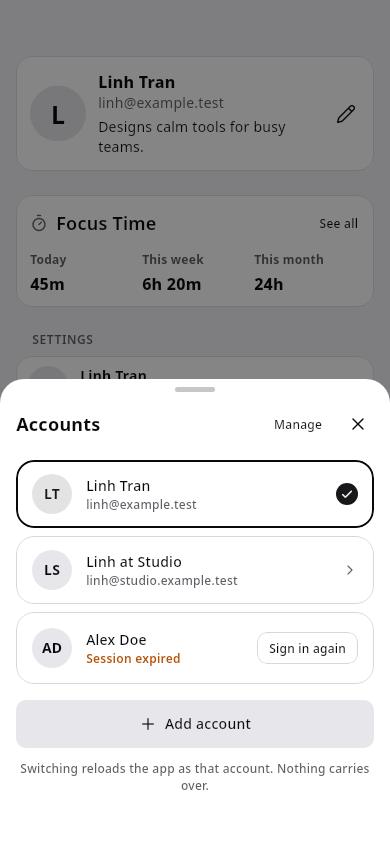 L
Linh Tran
linh@example.test
Designs calm tools for busy
teams.
Focus Time
See all
Today
This week
This month
45m
6h 20m
24h
SETTINGS
Linh Tran
Accounts
Manage
LT
Linh Tran
linh@example.test
LS
Linh at Studio
linh@studio.example.test
AD
Alex Doe
Session expired
Sign in again
Add account
Switching reloads the app as that account. Nothing carries
over.